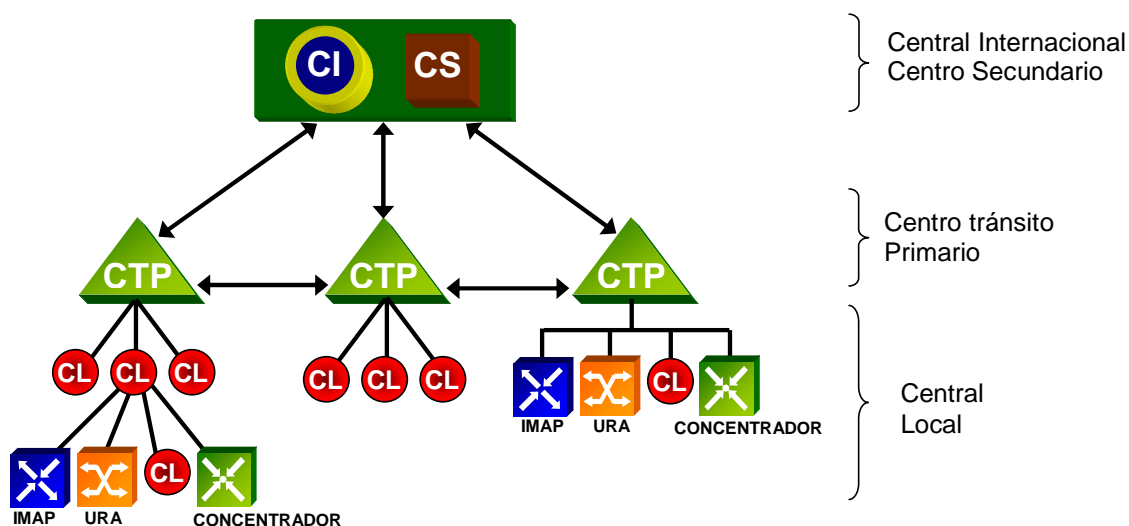 CI
CS
Central Internacional
Centro Secundario
CTP
CTP
CTP
Centro tránsito
Primario
CL
CL
CL
CL
CL
CL
CL
IMAP
URA
CONCENTRADOR
Central
Local
CL
IMAP
URA
CONCENTRADOR